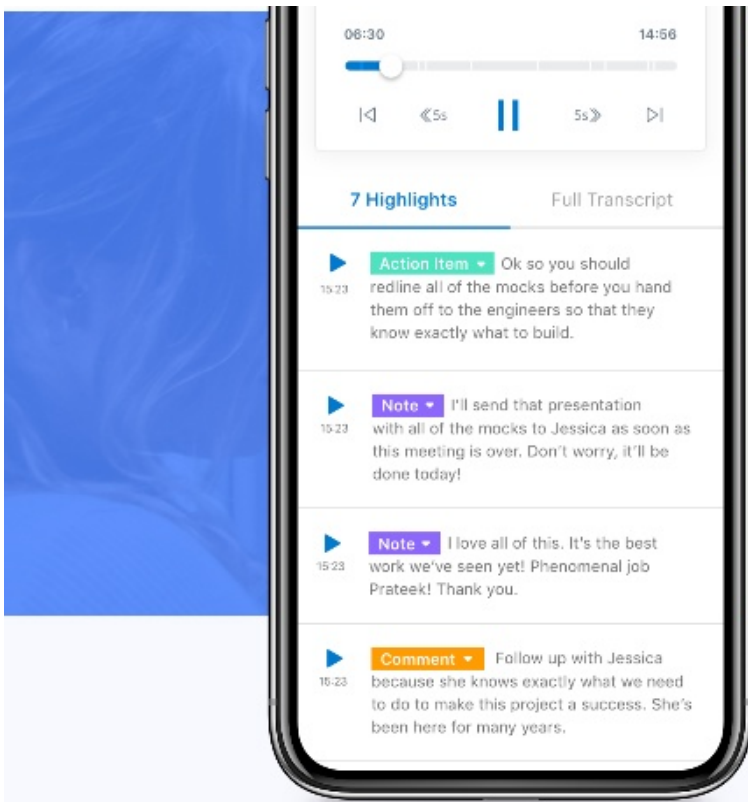 06:30 14:56
5s 5s
7 Highlights Full Transcript
Action Item Ok so you should
15:23 redline all of the mocks before you hand
them off to the engineers so that they
know exactly what to build.
Note I'll send that presentation
15:23 with all of the mocks to Jessica as soon as
this meeting is over. Don't worry, it'll be
done today!
Note I love all of this. It's the best
15:23 work we've seen yet! Phenomenal job
Prateek! Thank you.
Comment Follow up with Jessica
15:23 because she knows exactly what we need
to do to make this project a success. She's
been here for many years.